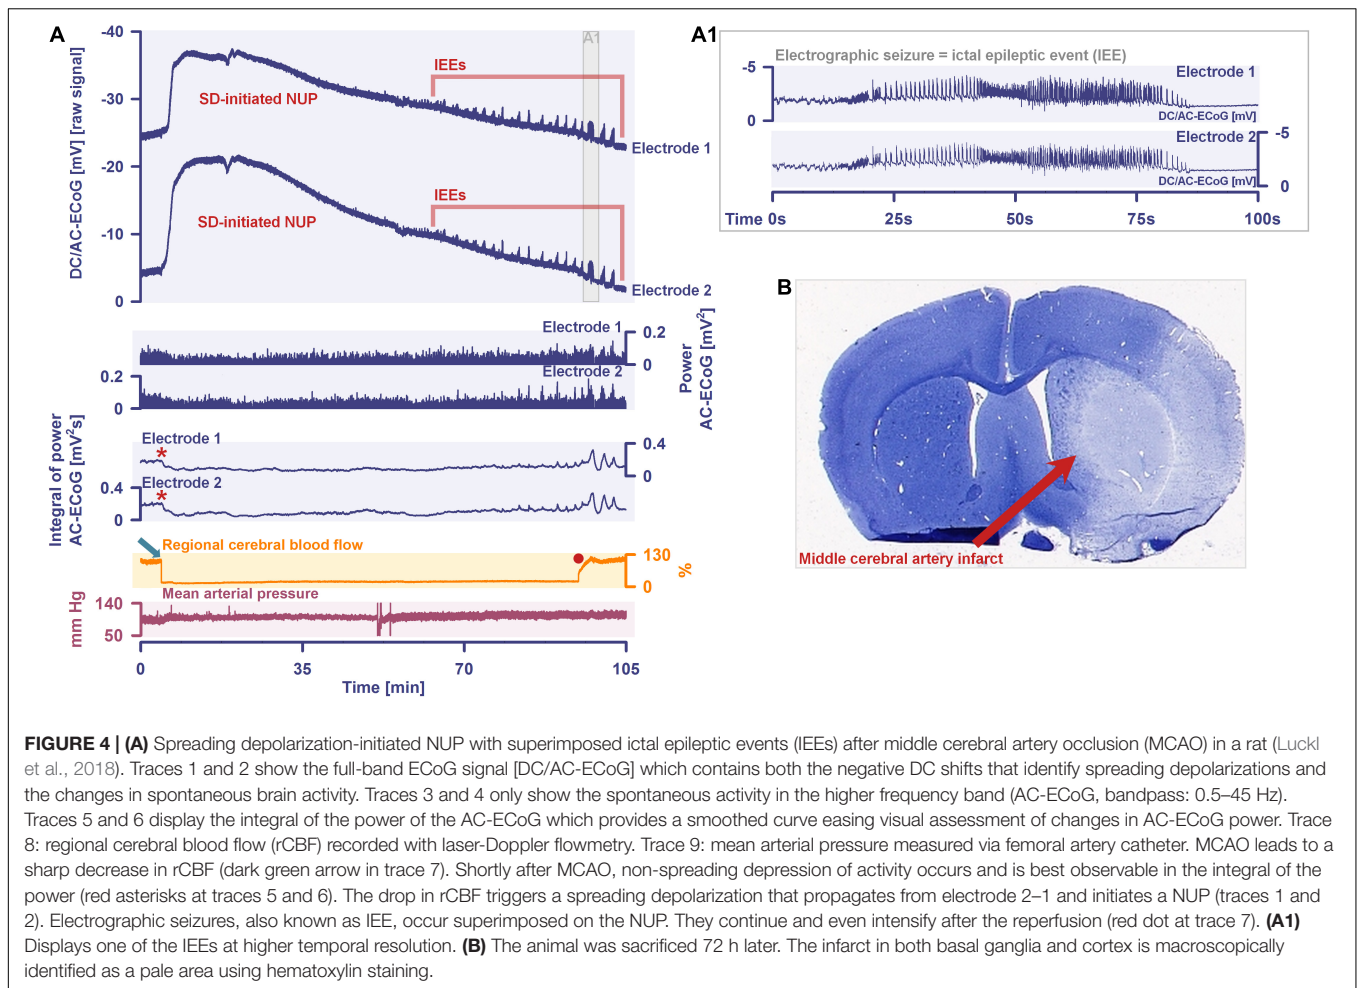 A
-40
-30
-20
-10
0
DC/AC-ECoG [mV] [raw signal]
A1
IEEs
SD-initiated NUP
Electrode 1
IEEs
SD-initiated NUP
Electrode 2
Electrode 1
0.2
0
Electrode 2
0.2
0
Power
AC-ECoG [mV²]
Integral of power
AC-ECoG [mV²s]
Electrode 1
*
0.4
0
Electrode 2
*
0.4
0
Regional cerebral blood flow
130
0
%
Mean arterial pressure
mm Hg
140
50
0
35
70
105
Time [min]
A1
Electrographic seizure = ictal epileptic event (IEE)
-5
0
Electrode 1
DC/AC-ECoG [mV]
Electrode 2
-5
0
DC/AC-ECoG [mV]
Time 0s
25s
50s
75s
100s
B
Middle cerebral artery infarct
FIGURE 4 | (A) Spreading depolarization-initiated NUP with superimposed ictal epileptic events (IEEs) after middle cerebral artery occlusion (MCAO) in a rat (Luckl
et al., 2018). Traces 1 and 2 show the full-band ECoG signal [DC/AC-ECoG] which contains both the negative DC shifts that identify spreading depolarizations and
the changes in spontaneous brain activity. Traces 3 and 4 only show the spontaneous activity in the higher frequency band (AC-ECoG, bandpass: 0.5–45 Hz).
Traces 5 and 6 display the integral of the power of the AC-ECoG which provides a smoothed curve easing visual assessment of changes in AC-ECoG power. Trace
8: regional cerebral blood flow (rCBF) recorded with laser-Doppler flowmetry. Trace 9: mean arterial pressure measured via femoral artery catheter. MCAO leads to a
sharp decrease in rCBF (dark green arrow in trace 7). Shortly after MCAO, non-spreading depression of activity occurs and is best observable in the integral of the
power (red asterisks at traces 5 and 6). The drop in rCBF triggers a spreading depolarization that propagates from electrode 2–1 and initiates a NUP (traces 1 and
2). Electrographic seizures, also known as IEE, occur superimposed on the NUP. They continue and even intensify after the reperfusion (red dot at trace 7). (A1)
Displays one of the IEEs at higher temporal resolution. (B) The animal was sacrificed 72 h later. The infarct in both basal ganglia and cortex is macroscopically
identified as a pale area using hematoxylin staining.